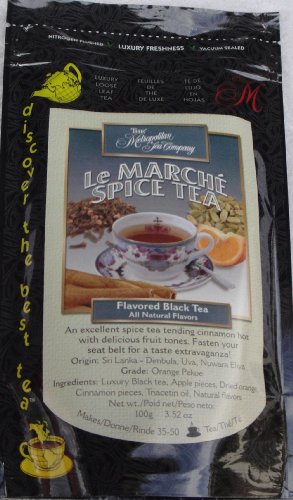 NITROGEN FLUSHED
LUXURY FRESHNESS
VACUUM SEALED
LUXURY
LOOSE
LEAF
TEA
FEUILLES
DE
THÉ
DE LUXE
TÉ DE
LUJO
EN
HOJAS
M
discover the best tea
The Metropolitan
Tea Company
Le MARCHÉ
SPICE TEA
Flavored Black Tea
All Natural Flavors
An excellent spice tea tending cinnamon hot
with delicious fruit tones. Fasten your
seat belt for a taste extravaganza!
Origin: Sri Lanka - Dimbula, Uva, Nuwara Eliya
Grade: Orange Pekoe
Ingredients: Luxury Black tea, Apple pieces, Dried orange,
Cinnamon pieces, Triacetin oil, Natural flavors
Net wt./Poid net/Peso neto:
100g 3.52 oz
Makes/Donne/Rinde 35-50
Tea/Thé/Té